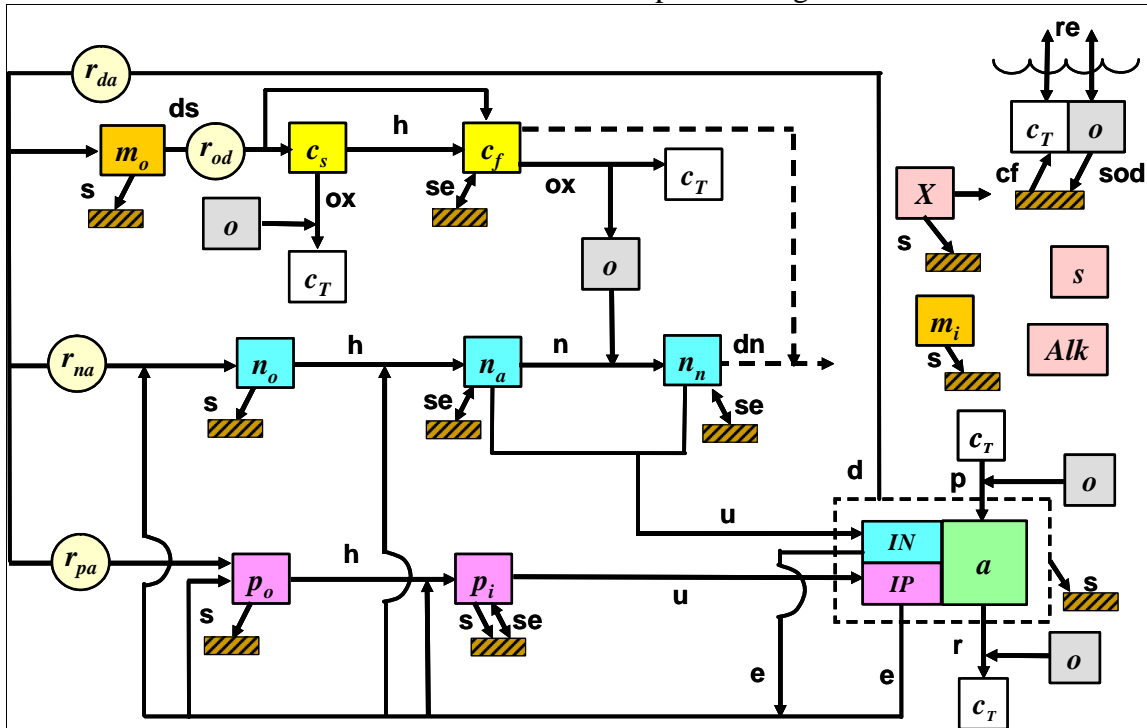 re
r_da
ds
h
m_o
r_od
c_s
c_f
c_T
o
s
ox
se
ox
c_T
X
cf
sod
o
s
c_T
o
s
m_i
Alk
s
r_na
n_o
h
n_a
n
n_n
dn
s
se
se
c_T
d
p
o
u
IN
a
r_pa
p_o
h
p_i
IP
u
s
s
se
s
r
o
e
e
c_T